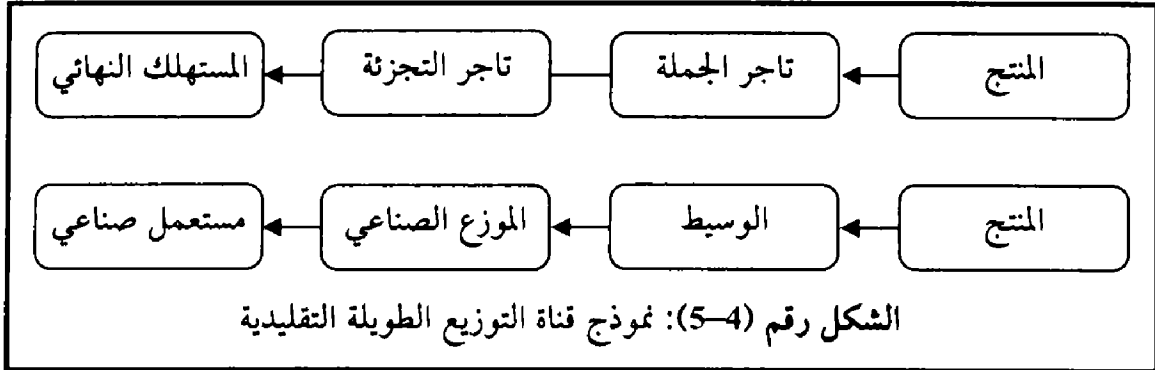 المنتج تاجر الجملة تاجر التجزئة المستهلك النهائي
المنتج الوسيط الموزع الصناعي مستعمل صناعي
الشكل رقم (4–5): نموذج قناة التوزيع الطويلة التقليدية